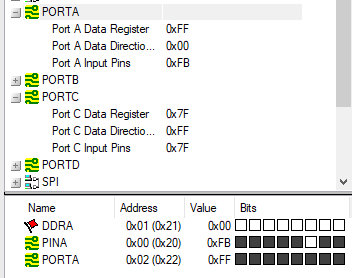 PORTA
Port A Data Register 0xFF
Port A Data Directio... 0x00
Port A Input Pins 0xFB
PORTB
PORTC
Port C Data Register 0x7F
Port C Data Directio... 0xFF
Port C Input Pins 0x7F
PORTD
SPI
Name Address Value Bits
DDRA 0x01 (0x21) 0x00
PINA 0x00 (0x20) 0xFB
PORTA 0x02 (0x22) 0xFF